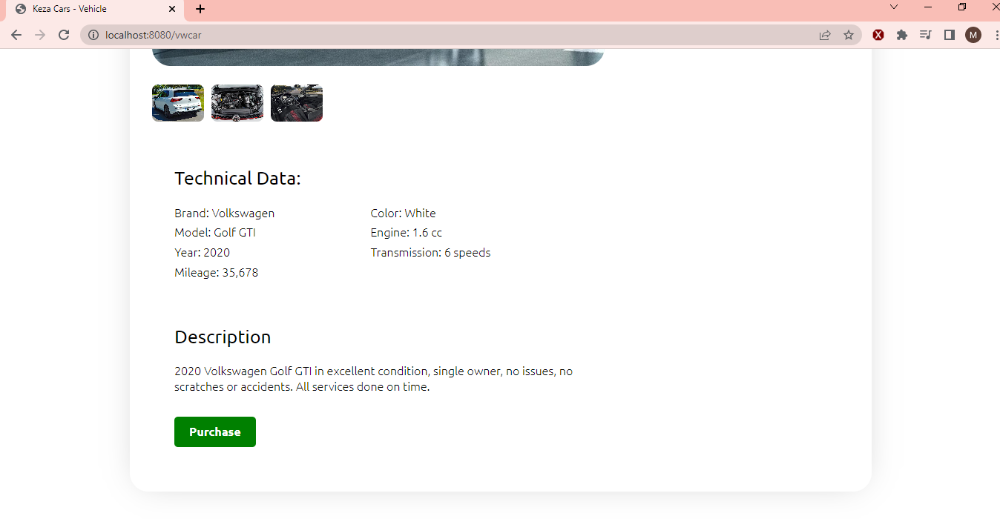 Keza Cars - Vehicle
localhost:8080/vwcar
X
M
Technical Data:
Brand: Volkswagen
Model: Golf GTI
Year: 2020
Mileage: 35,678
Color: White
Engine: 1.6 cc
Transmission: 6 speeds
Description
2020 Volkswagen Golf GTI in excellent condition, single owner, no issues, no
scratches or accidents. All services done on time.
Purchase